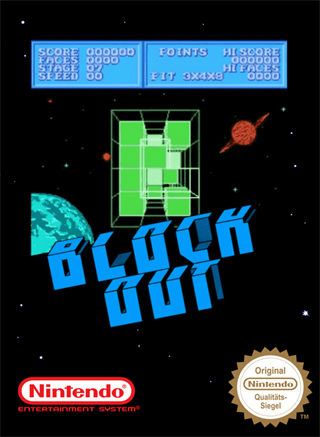 SCORE 000000 POINTS HI SCORE
FACES 0000 000000
STAGE 07 HI FACES
SPEED 00 PIT 3X4X8 0000
BLOCK
OUT
Nintendo®
ENTERTAINMENT SYSTEM®
Original
Nintendo
Qualitäts-
Siegel
TM